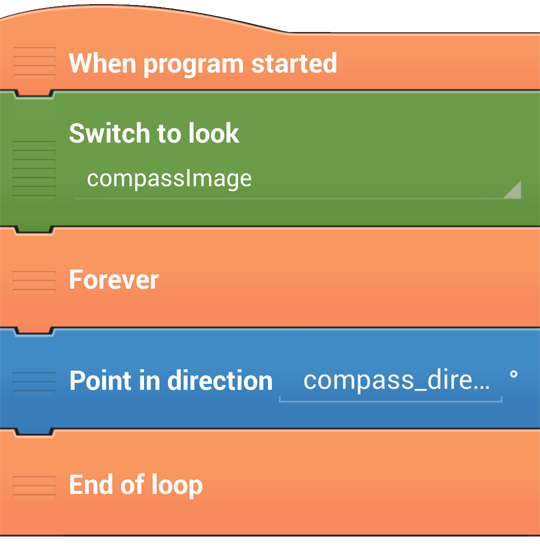 When program started
Switch to look
compassImage
Forever
Point in direction compass_dire... °
End of loop